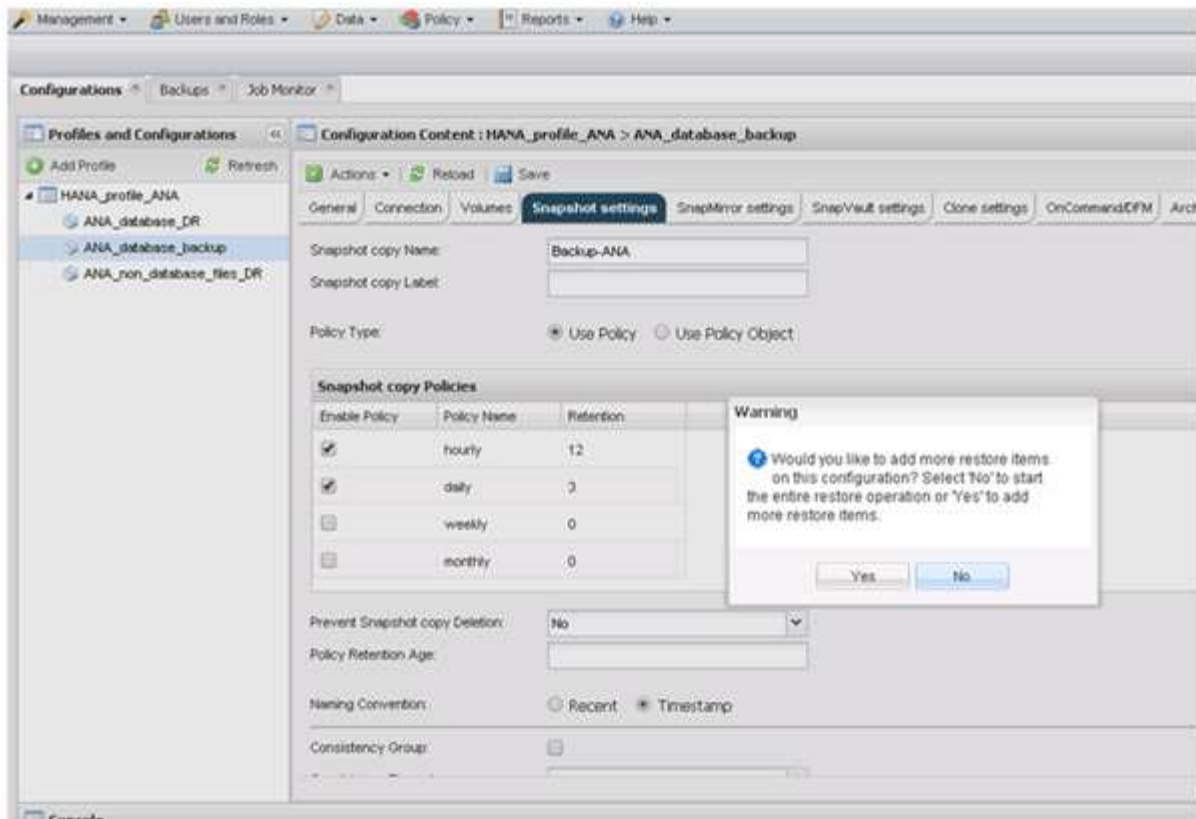 Management Users and Roles Data Policy Reports Help
Configurations Backups Job Monitor
Profiles and Configurations
Configuration Content : HANA_profile_ANA > ANA_database_backup
Add Profile Refresh
Actions Reload Save
HANA_profile_ANA
ANA_database_DR
ANA_database_backup
ANA_non_database_files_DR
General Connection Volumes Snapshot settings SnapMirror settings SnapVault settings Clone settings OnCommand/DFM Arch
Snapshot copy Name: Backup-ANA
Snapshot copy Label:
Policy Type: Use Policy Use Policy Object
Snapshot copy Policies
Enable Policy Policy Name Retention
hourly 12
daily 3
weekly 0
monthly 0
Warning
Would you like to add more restore items
on this configuration? Select 'No' to start
the entire restore operation or 'Yes' to add
more restore items.
Yes No
Prevent Snapshot copy Deletion: No
Policy Retention Age:
Naming Convention: Recent Timestamp
Consistency Group:
Console